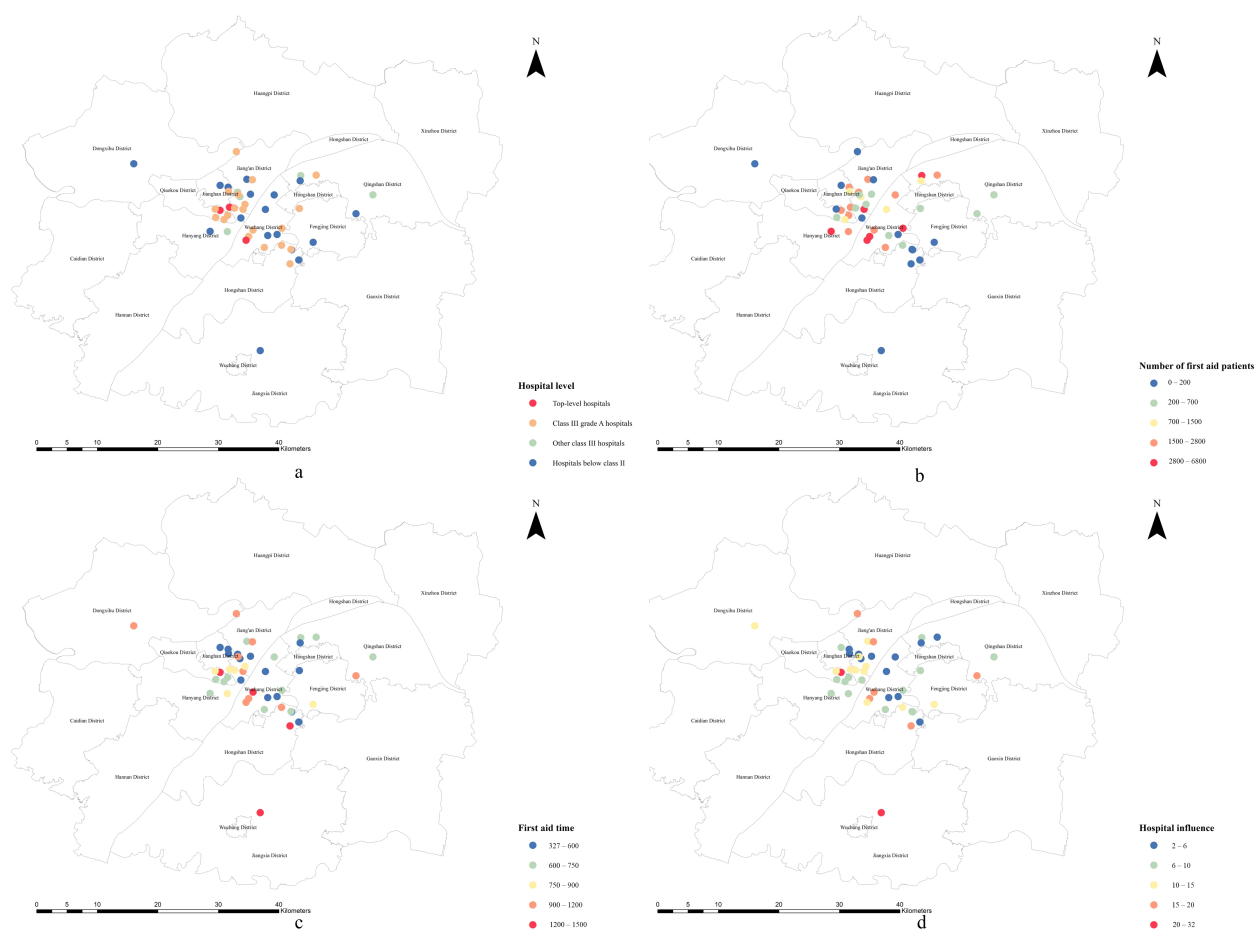 N
Huangpi District
Xinzhou District
Hongshan District
Dongxihu District
Jiang'an District
Qiaokou District
Jianghan District
Hongshan District
Qingshan District
Wuchang District
Fengjing District
Hanyang District
Caidian District
Hongshan District
Gaoxin District
Hannan District
Wuchang District
Jiangxia District
Hospital level
Top-level hospitals
Class III grade A hospitals
Other class III hospitals
Hospitals below class II
0 5 10 20 30 40
Kilometers
a
N
Huangpi District
Xinzhou District
Hongshan District
Dongxihu District
Jiang'an District
Qiaokou District
Jianghan District
Hongshan District
Qingshan District
Wuchang District
Fengjing District
Hanyang District
Caidian District
Hongshan District
Gaoxin District
Hannan District
Wuchang District
Jiangxia District
Number of first aid patients
0 – 200
200 – 700
700 – 1500
1500 – 2800
2800 – 6800
0 5 10 20 30 40
Kilometers
b
N
Huangpi District
Xinzhou District
Hongshan District
Dongxihu District
Jiang'an District
Qiaokou District
Jianghan District
Hongshan District
Qingshan District
Wuchang District
Fengjing District
Hanyang District
Caidian District
Hongshan District
Gaoxin District
Hannan District
Wuchang District
Jiangxia District
First aid time
327 – 600
600 – 750
750 – 900
900 – 1200
1200 – 1500
0 5 10 20 30 40
Kilometers
c
N
Huangpi District
Xinzhou District
Hongshan District
Dongxihu District
Jiang'an District
Qiaokou District
Jianghan District
Hongshan District
Qingshan District
Wuchang District
Fengjing District
Hanyang District
Caidian District
Hongshan District
Gaoxin District
Hannan District
Wuchang District
Jiangxia District
Hospital influence
2 – 6
6 – 10
10 – 15
15 – 20
20 – 32
0 5 10 20 30 40
Kilometers
d